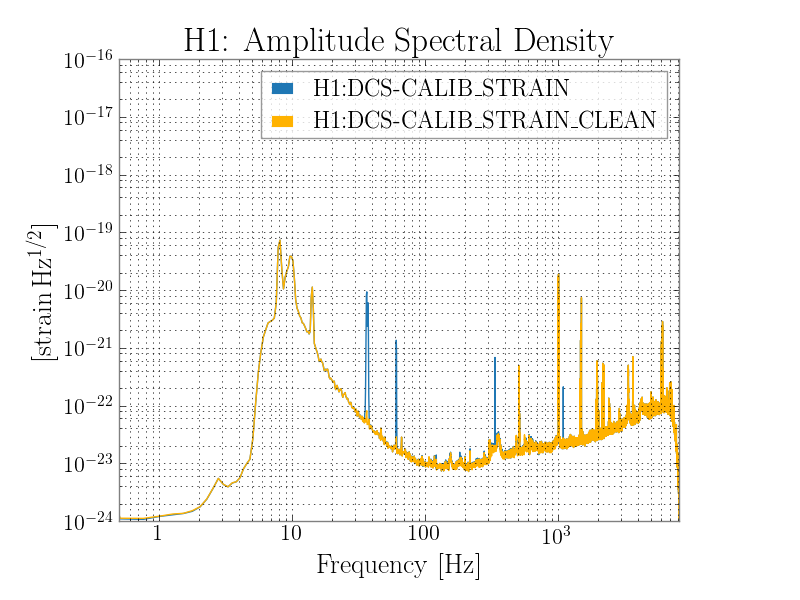 H1: Amplitude Spectral Density
H1:DCS-CALIB_STRAIN
H1:DCS-CALIB_STRAIN_CLEAN
[strain Hz^{1/2}]
10^{-16}
10^{-17}
10^{-18}
10^{-19}
10^{-20}
10^{-21}
10^{-22}
10^{-23}
10^{-24}
1 10 100 10^3
Frequency [Hz]